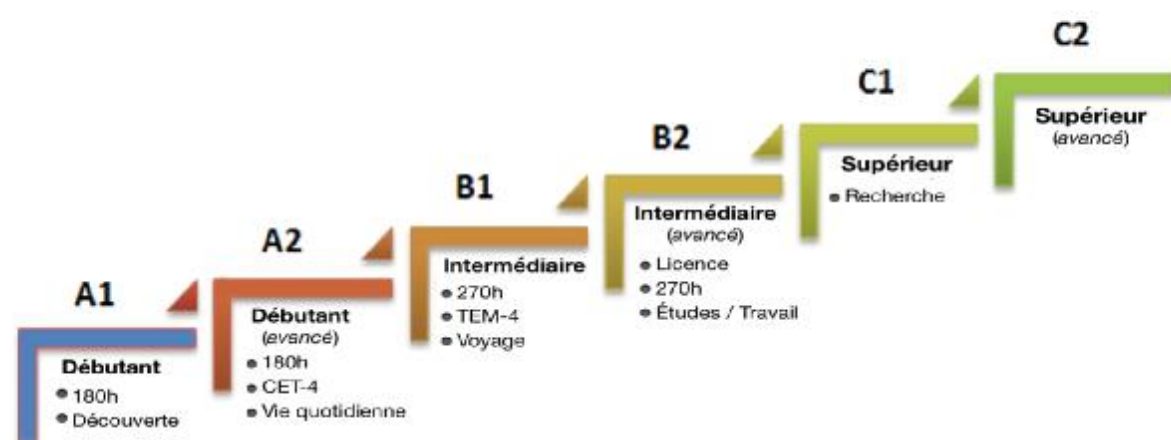 A1
Débutant
180h
Découverte
A2
Débutant
(avancé)
180h
CET-4
Vie quotidienne
B1
Intermédiaire
270h
TEM-4
Voyage
B2
Intermédiaire
(avancé)
Licence
270h
Études / Travail
C1
Supérieur
Recherche
C2
Supérieur
(avancé)